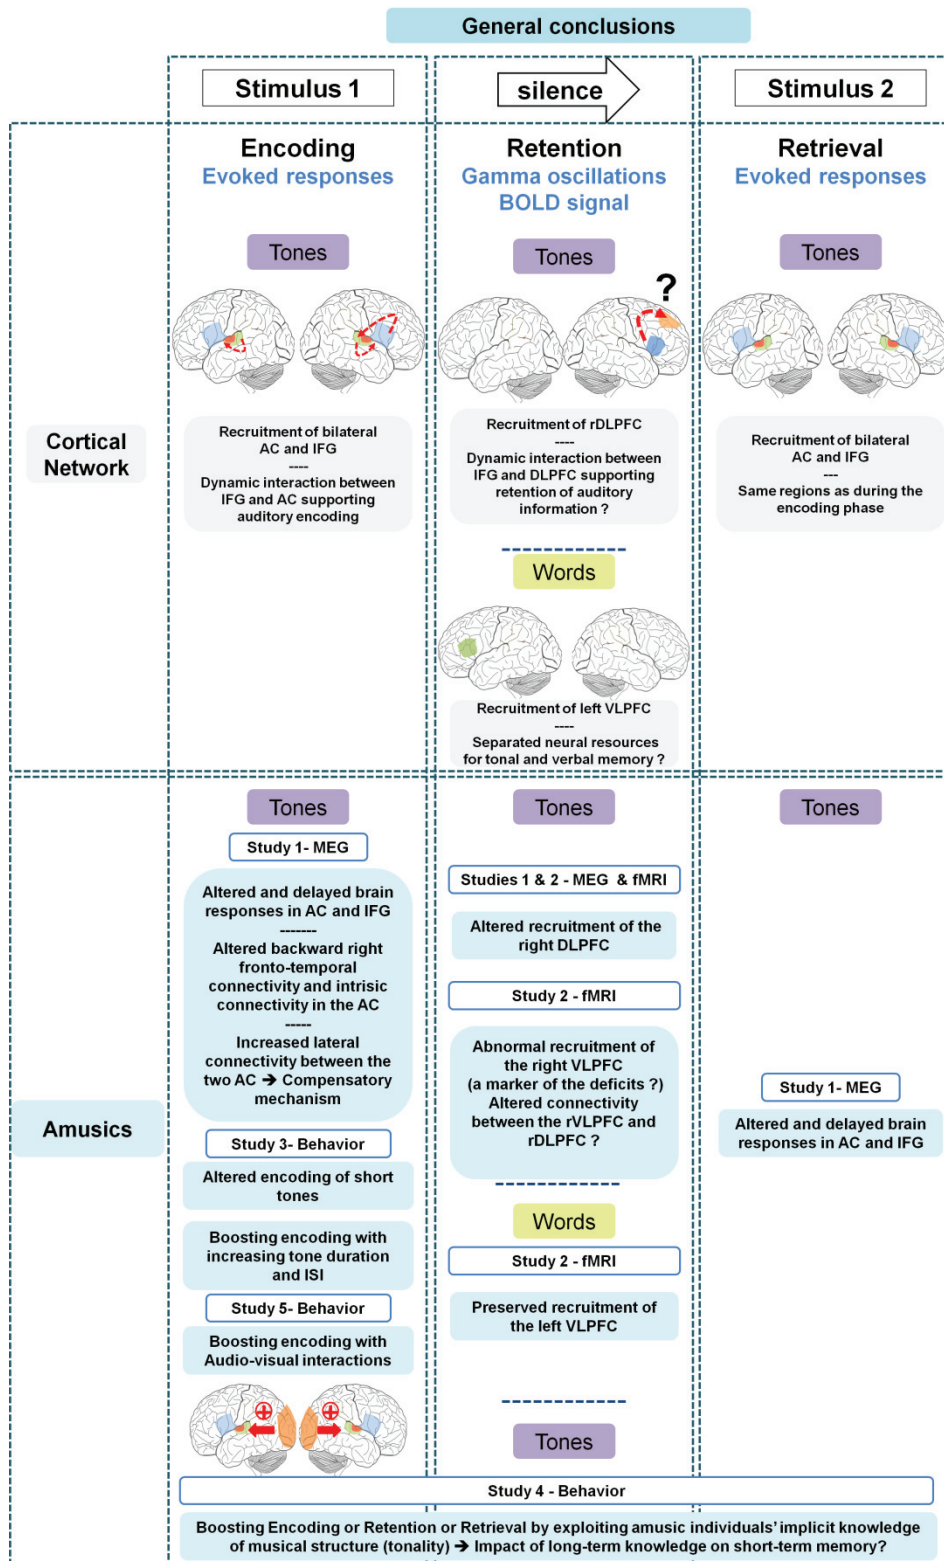 General conclusions
Stimulus 1
silence
Stimulus 2
Encoding
Evoked responses
Retention
Gamma oscillations
BOLD signal
Retrieval
Evoked responses
Tones
Tones
?
Tones
Cortical
Network
Recruitment of bilateral
AC and IFG
----
Dynamic interaction between
IFG and AC supporting
auditory encoding
Recruitment of rDLPFC
----
Dynamic interaction between
IFG and DLPFC supporting
retention of auditory
information ?
Recruitment of bilateral
AC and IFG
---
Same regions as during the
encoding phase
Words
Recruitment of left VLPFC
----
Separated neural resources
for tonal and verbal memory ?
Amusics
Tones
Study 1- MEG
Altered and delayed brain
responses in AC and IFG
-------
Altered backward right
fronto-temporal
connectivity and intrisic
connectivity in the AC
-----
Increased lateral
connectivity between the
two AC ➔ Compensatory
mechanism
Study 3- Behavior
Altered encoding of short
tones
Boosting encoding with
increasing tone duration
and ISI
Study 5- Behavior
Boosting encoding with
Audio-visual interactions
Tones
Studies 1 & 2 - MEG & fMRI
Altered recruitment of the
right DLPFC
Study 2 - fMRI
Abnormal recruitment of
the right VLPFC
(a marker of the deficits ?)
Altered connectivity
between the rVLPFC and
rDLPFC ?
Words
Study 2 - fMRI
Preserved recruitment of
the left VLPFC
Tones
Tones
Study 1- MEG
Altered and delayed brain
responses in AC and IFG
Study 4 - Behavior
Boosting Encoding or Retention or Retrieval by exploiting amusic individuals' implicit knowledge
of musical structure (tonality) ➔ Impact of long-term knowledge on short-term memory?